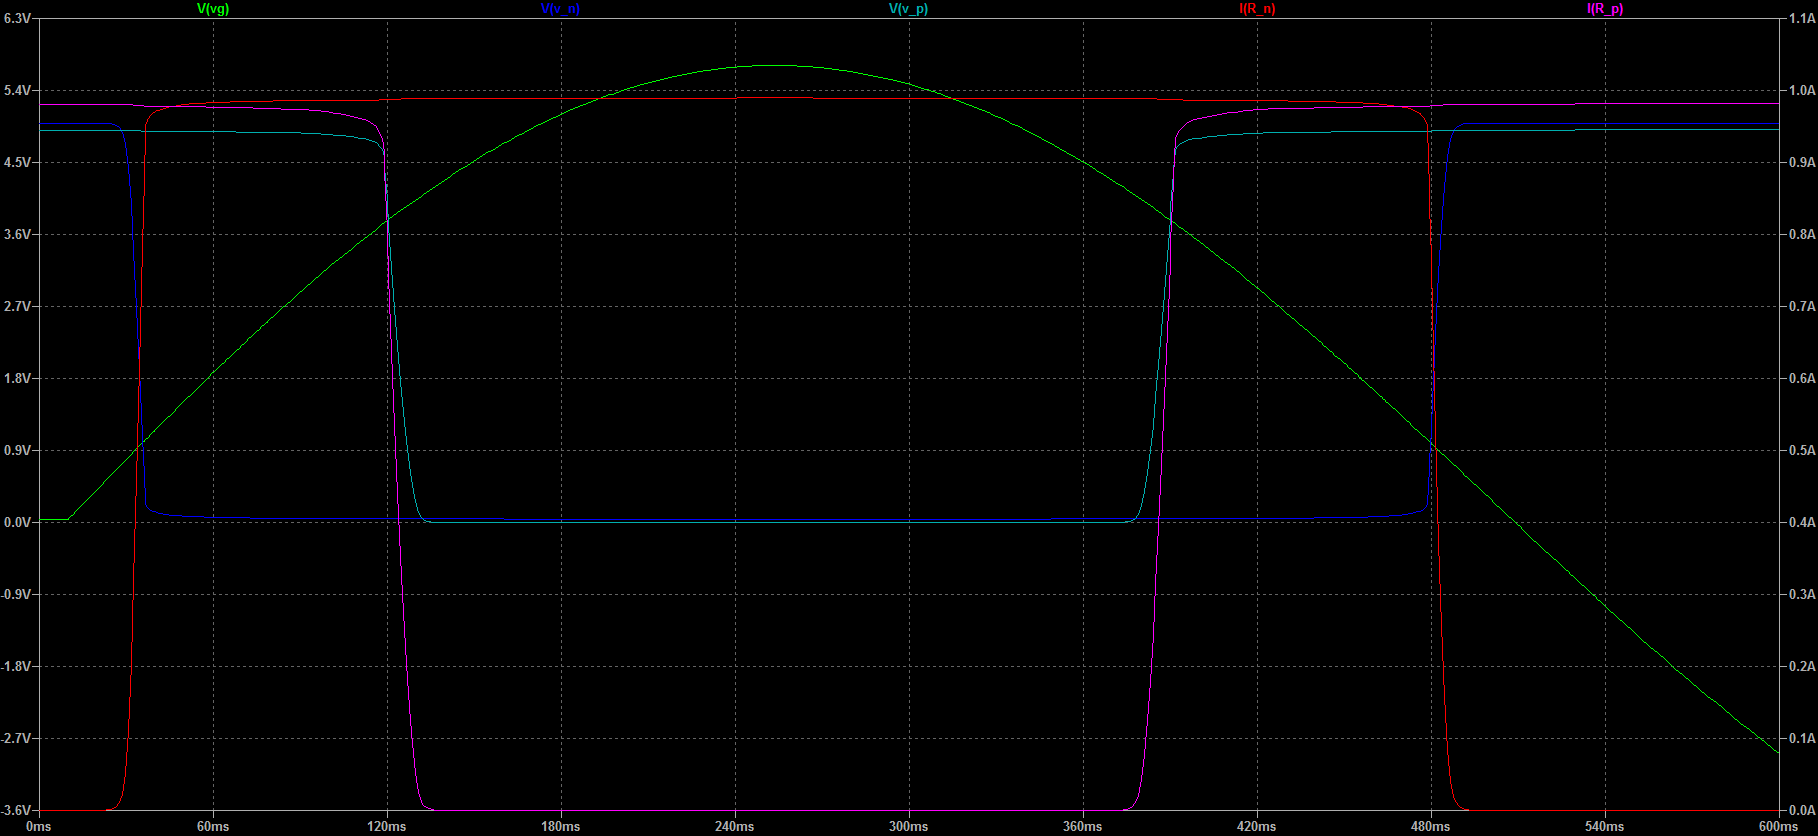 V(vg) V(v_n) V(v_p) I(R_n) I(R_p)
6.3V 1.1A
5.4V 1.0A
4.5V 0.9A
3.6V 0.8A
2.7V 0.7A
1.8V 0.6A
0.9V 0.5A
0.0V 0.4A
-0.9V 0.3A
-1.8V 0.2A
-2.7V 0.1A
-3.6V 0.0A
0ms 60ms 120ms 180ms 240ms 300ms 360ms 420ms 480ms 540ms 600ms